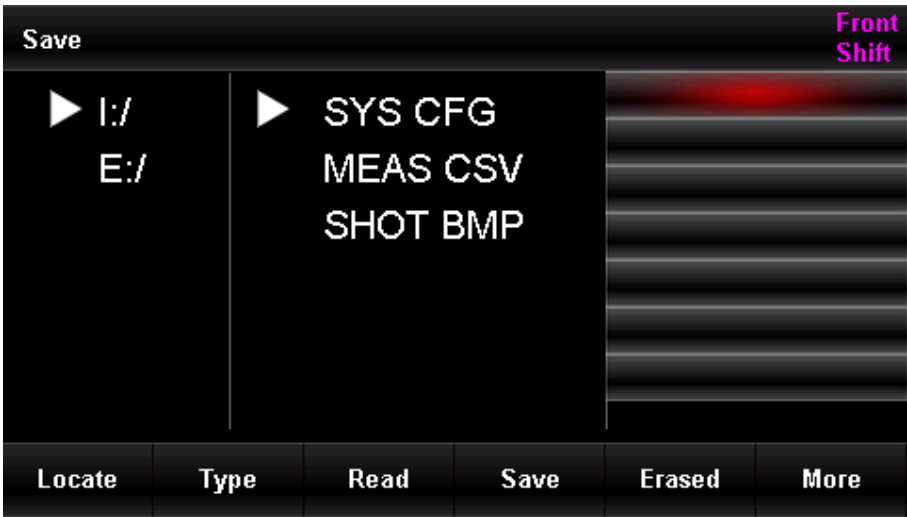 Save
Front
Shift
I:/
E:/
SYS CFG
MEAS CSV
SHOT BMP
Locate
Type
Read
Save
Erased
More